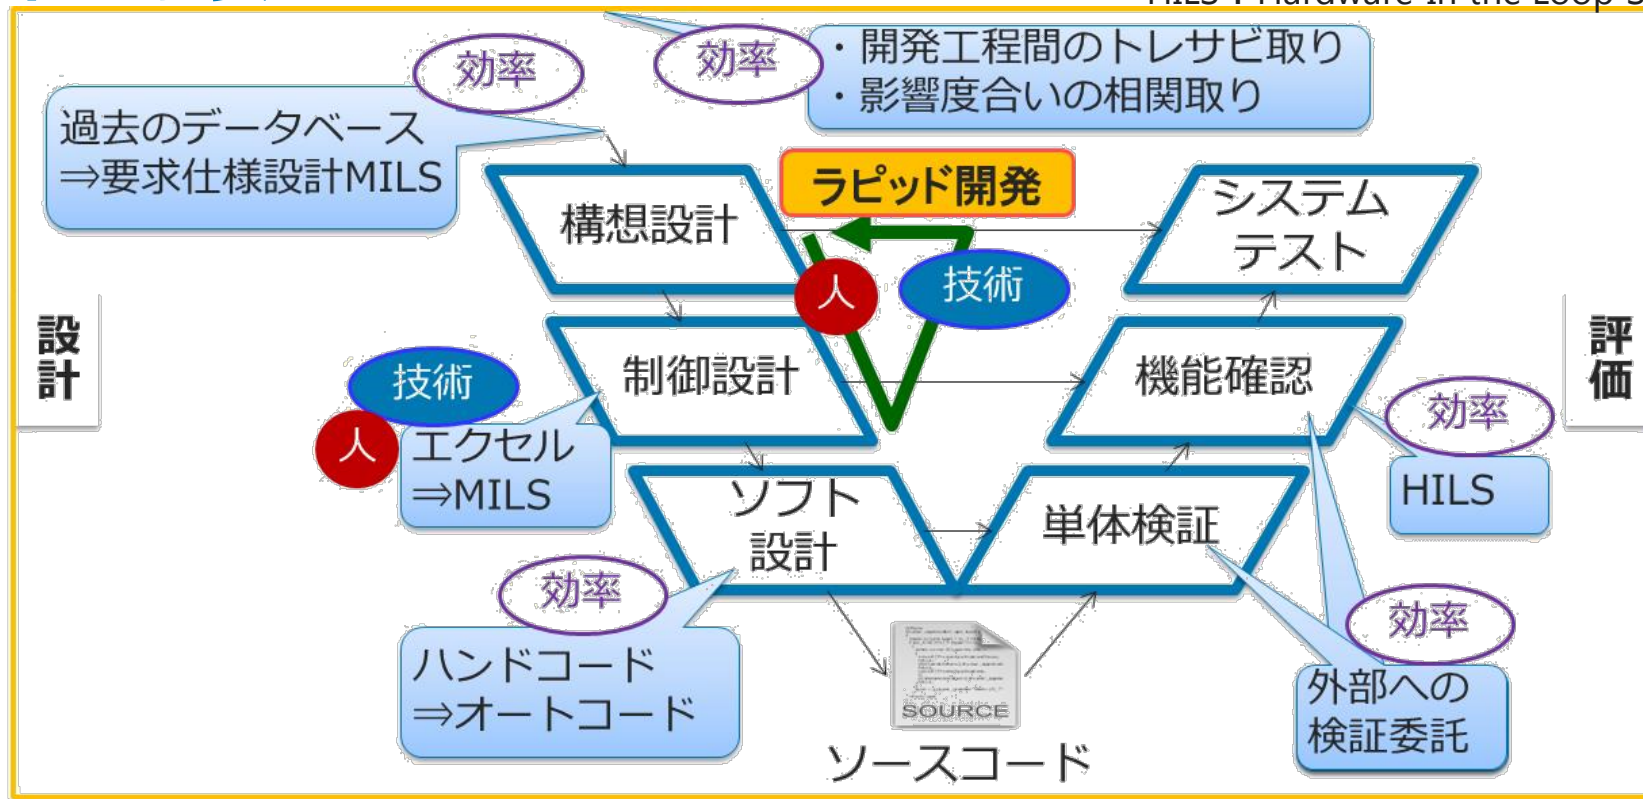 Hardware In the Loop
効率
効率
・開発工程間のトレサビ取り
・影響度合いの相関取り
過去のデータベース
⇒要求仕様設計MILS
ラピッド開発
構想設計
システム
テスト
人
技術
設計
制御設計
機能確認
評価
技術
人
エクセル
⇒MILS
効率
HILS
ソフト
設計
単体検証
効率
ハンドコード
⇒オートコード
SOURCE
ソースコード
効率
外部への
検証委託